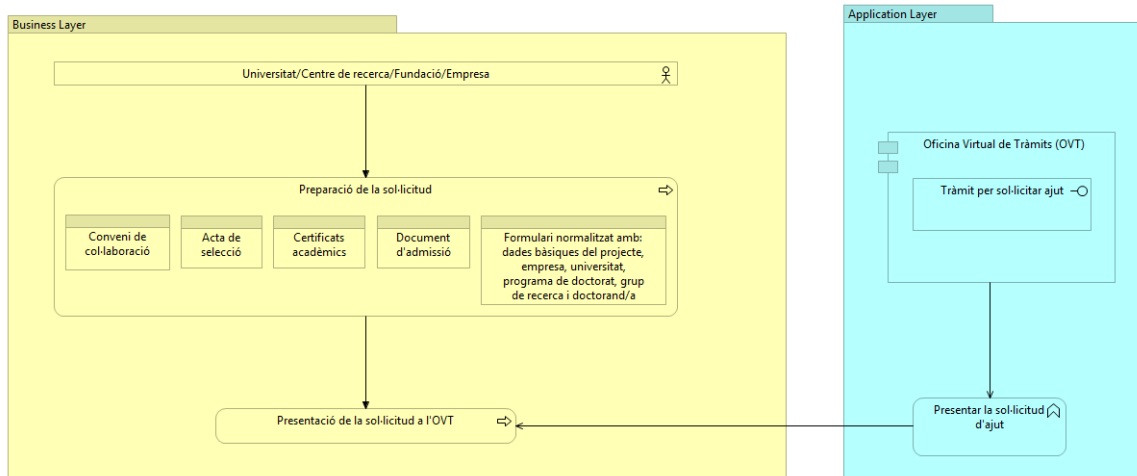 Business Layer
Universitat/Centre de recerca/Fundació/Empresa
Preparació de la sol·licitud
Conveni de
col·laboració
Acta de
selecció
Certificats
acadèmics
Document
d'admissió
Formulari normalitzat amb:
dades bàsiques del projecte,
empresa, universitat,
programa de doctorat, grup
de recerca i doctorand/a
Presentació de la sol·licitud a l'OVT
Application Layer
Oficina Virtual de Tràmits (OVT)
Tràmit per sol·licitar ajut
Presentar la sol·licitud
d'ajut